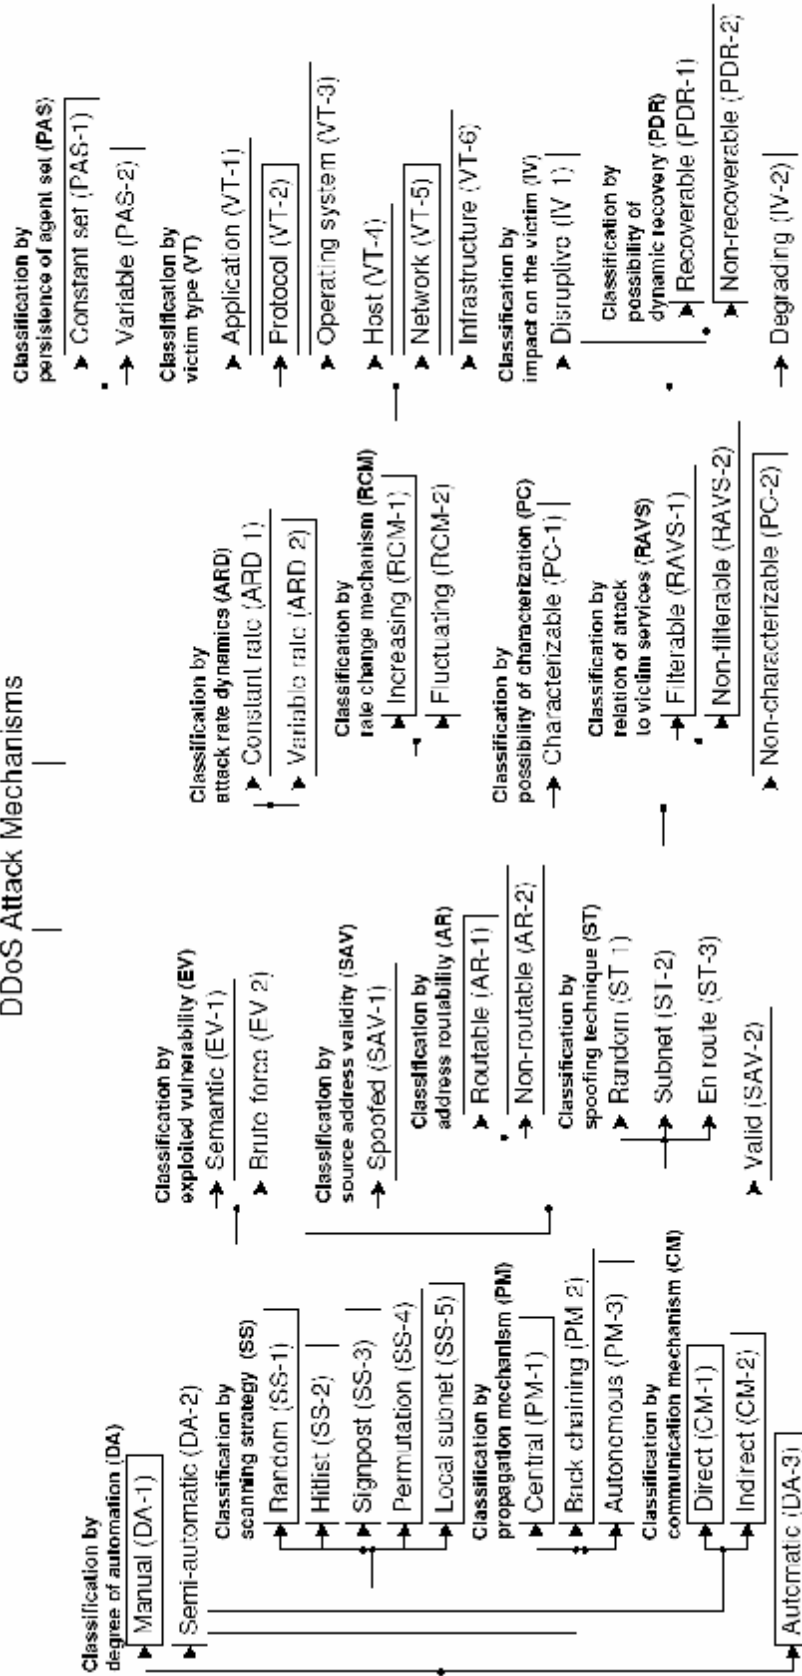 DDoS Attack Mechanisms
Classification by
degree of automation (DA)
Manual (DA-1)
Semi-automatic (DA-2)
Classification by
scanning strategy (SS)
Random (SS-1)
Hitlist (SS-2)
Signpost (SS-3)
Permutation (SS-4)
Local subnet (SS-5)
Classification by
propagation mechanism (PM)
Central (PM-1)
Back chaining (PM 2)
Autonomous (PM-3)
Classification by
communication mechanism (CM)
Direct (CM-1)
Indirect (CM-2)
Automatic (DA-3)
Classification by
exploited vulnerability (EV)
Semantic (EV-1)
Brute force (EV 2)
Classification by
source address validity (SAV)
Spoofed (SAV-1)
Classification by
address routability (AR)
Routable (AR-1)
Non-routable (AR-2)
Classification by
spoofing technique (ST)
Random (ST 1)
Subnet (ST-2)
En route (ST-3)
Valid (SAV-2)
Classification by
attack rate dynamics (ARD)
Constant rate (ARD 1)
Variable rate (ARD 2)
Classification by
rate change mechanism (RCM)
Increasing (RCM-1)
Fluctuating (RCM-2)
Classification by
possibility of characterization (PC)
Characterizable (PC-1)
Classification by
relation of attack
to victim services (RAVS)
Filterable (RAVS-1)
Non-filterable (RAVS-2)
Non-characterizable (PC-2)
Classification by
persistence of agent set (PAS)
Constant set (PAS-1)
Variable (PAS-2)
Classification by
victim type (VT)
Application (VT-1)
Protocol (VT-2)
Operating system (VT-3)
Host (VT-4)
Network (VT-5)
Infrastructure (VT-6)
Classification by
impact on the victim (IV)
Disruptive (IV 1)
Classification by
possibility of
dynamic recovery (PDR)
Recoverable (PDR-1)
Non-recoverable (PDR-2)
Degrading (IV-2)